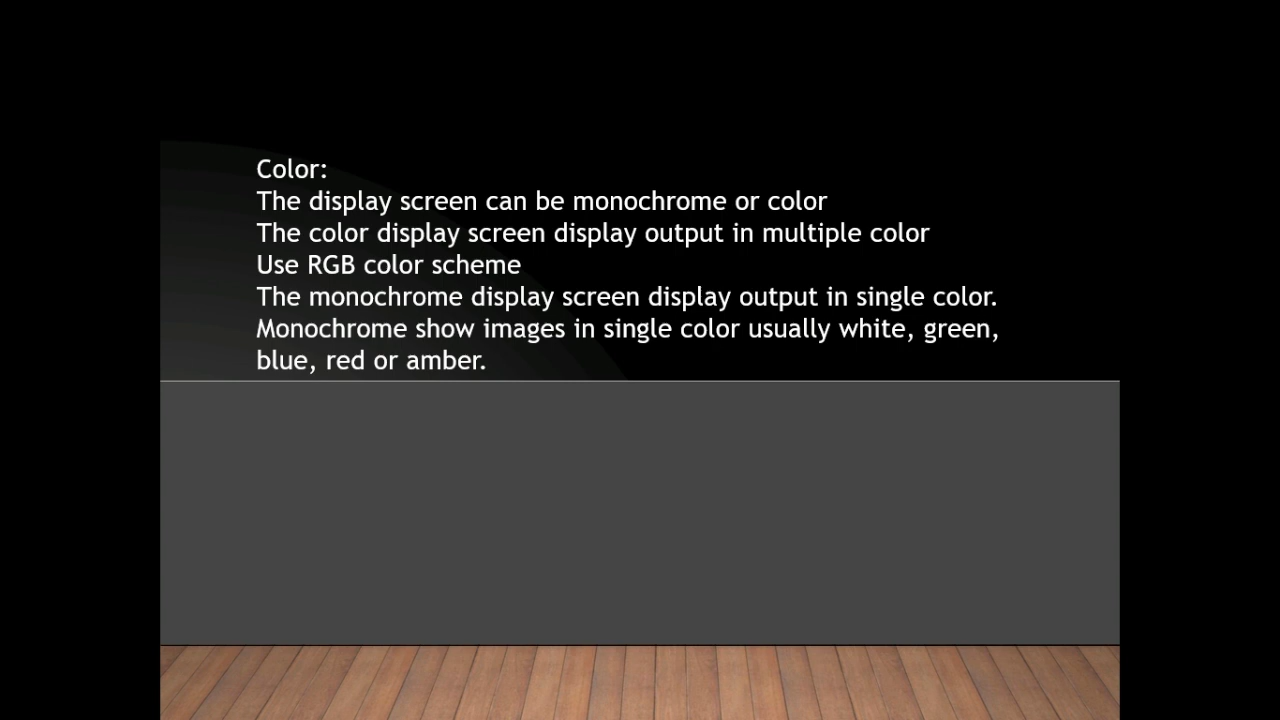 Color:
The display screen can be monochrome or color
The color display screen display output in multiple color
Use RGB color scheme
The monochrome display screen display output in single color.
Monochrome show images in single color usually white, green,
blue, red or amber.